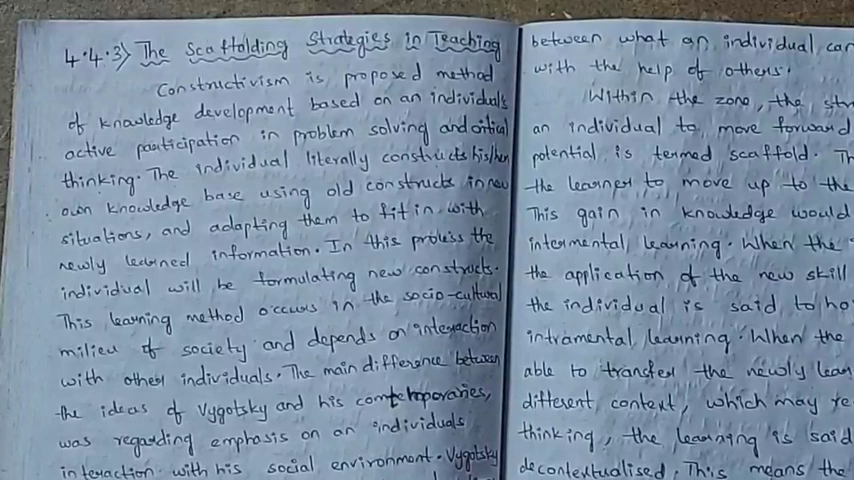 4.4.3) The Scaffolding Strategies in Teaching
Constructivism is proposed method
of knowledge development based on an individuals
active participation in problem solving and critical
thinking. The individual literally constructs his/her
own knowledge base using old constructs in new
situations, and adapting them to fit in with
newly learned information. In this process the
individual will be formulating new constructs.
This learning method occurs in the socio-cultural
milieu of society and depends on interaction
with other individuals. The main difference between
the ideas of Vygotsky and his contemporaries,
was regarding emphasis on an individuals
interaction with his social environment. Vygotsky
between what an individual can
with the help of others.
Within the zone, the
an individual to move forward
potential is termed scaffold.
the learner to move up to the
This gain in knowledge would
intermental learning. When the
the application of the new skill
the individual is said to
intramental learning. When the
able to transfer the newly
different context, which may
thinking, the learning is said
decontextualised. This means the